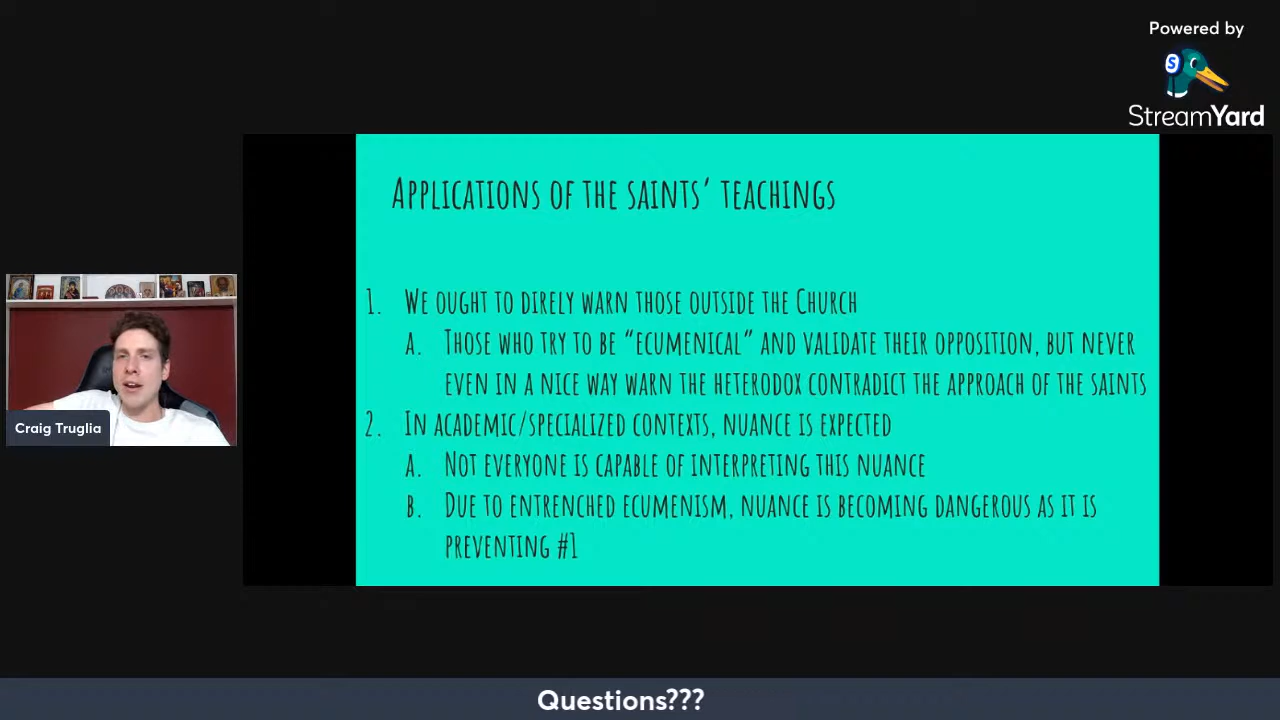 Powered by
S
StreamYard
Applications of the saints' teachings
1. We ought to direly warn those outside the Church
A. Those who try to be "ecumenical" and validate their opposition, but never
even in a nice way warn the heterodox contradict the approach of the saints
2. In academic/specialized contexts, nuance is expected
A. Not everyone is capable of interpreting this nuance
B. Due to entrenched ecumenism, nuance is becoming dangerous as it is
preventing #1
Craig Truglia
Questions???